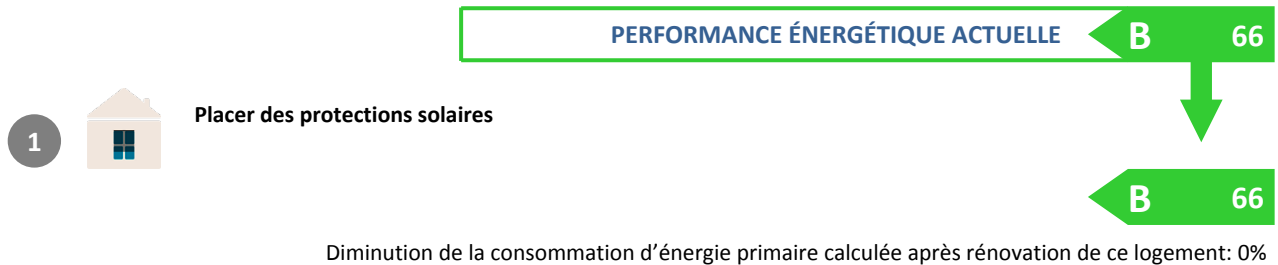 PERFORMANCE ÉNERGÉTIQUE ACTUELLE B 66
Placer des protections solaires
1
B 66
Diminution de la consommation d’énergie primaire calculée après rénovation de ce logement: 0%